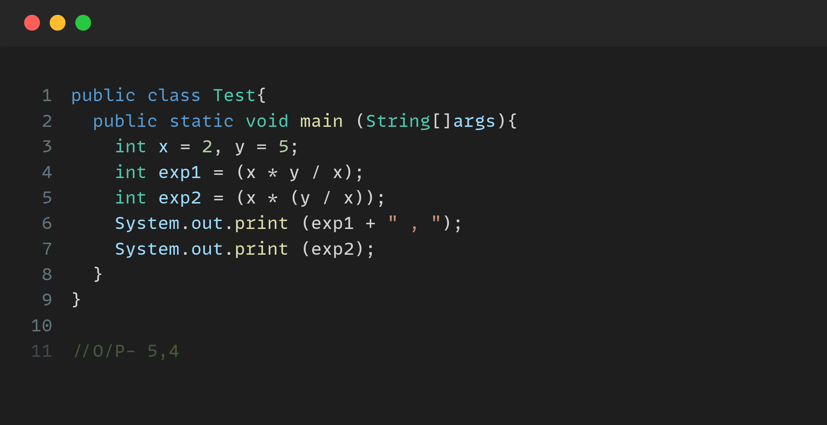 1 public class Test{
2 public static void main (String[]args){
3 int x = 2, y = 5;
4 int exp1 = (x * y / x);
5 int exp2 = (x * (y / x));
6 System.out.print (exp1 + " , ");
7 System.out.print (exp2);
8 }
9 }
10
11 //O/P- 5,4